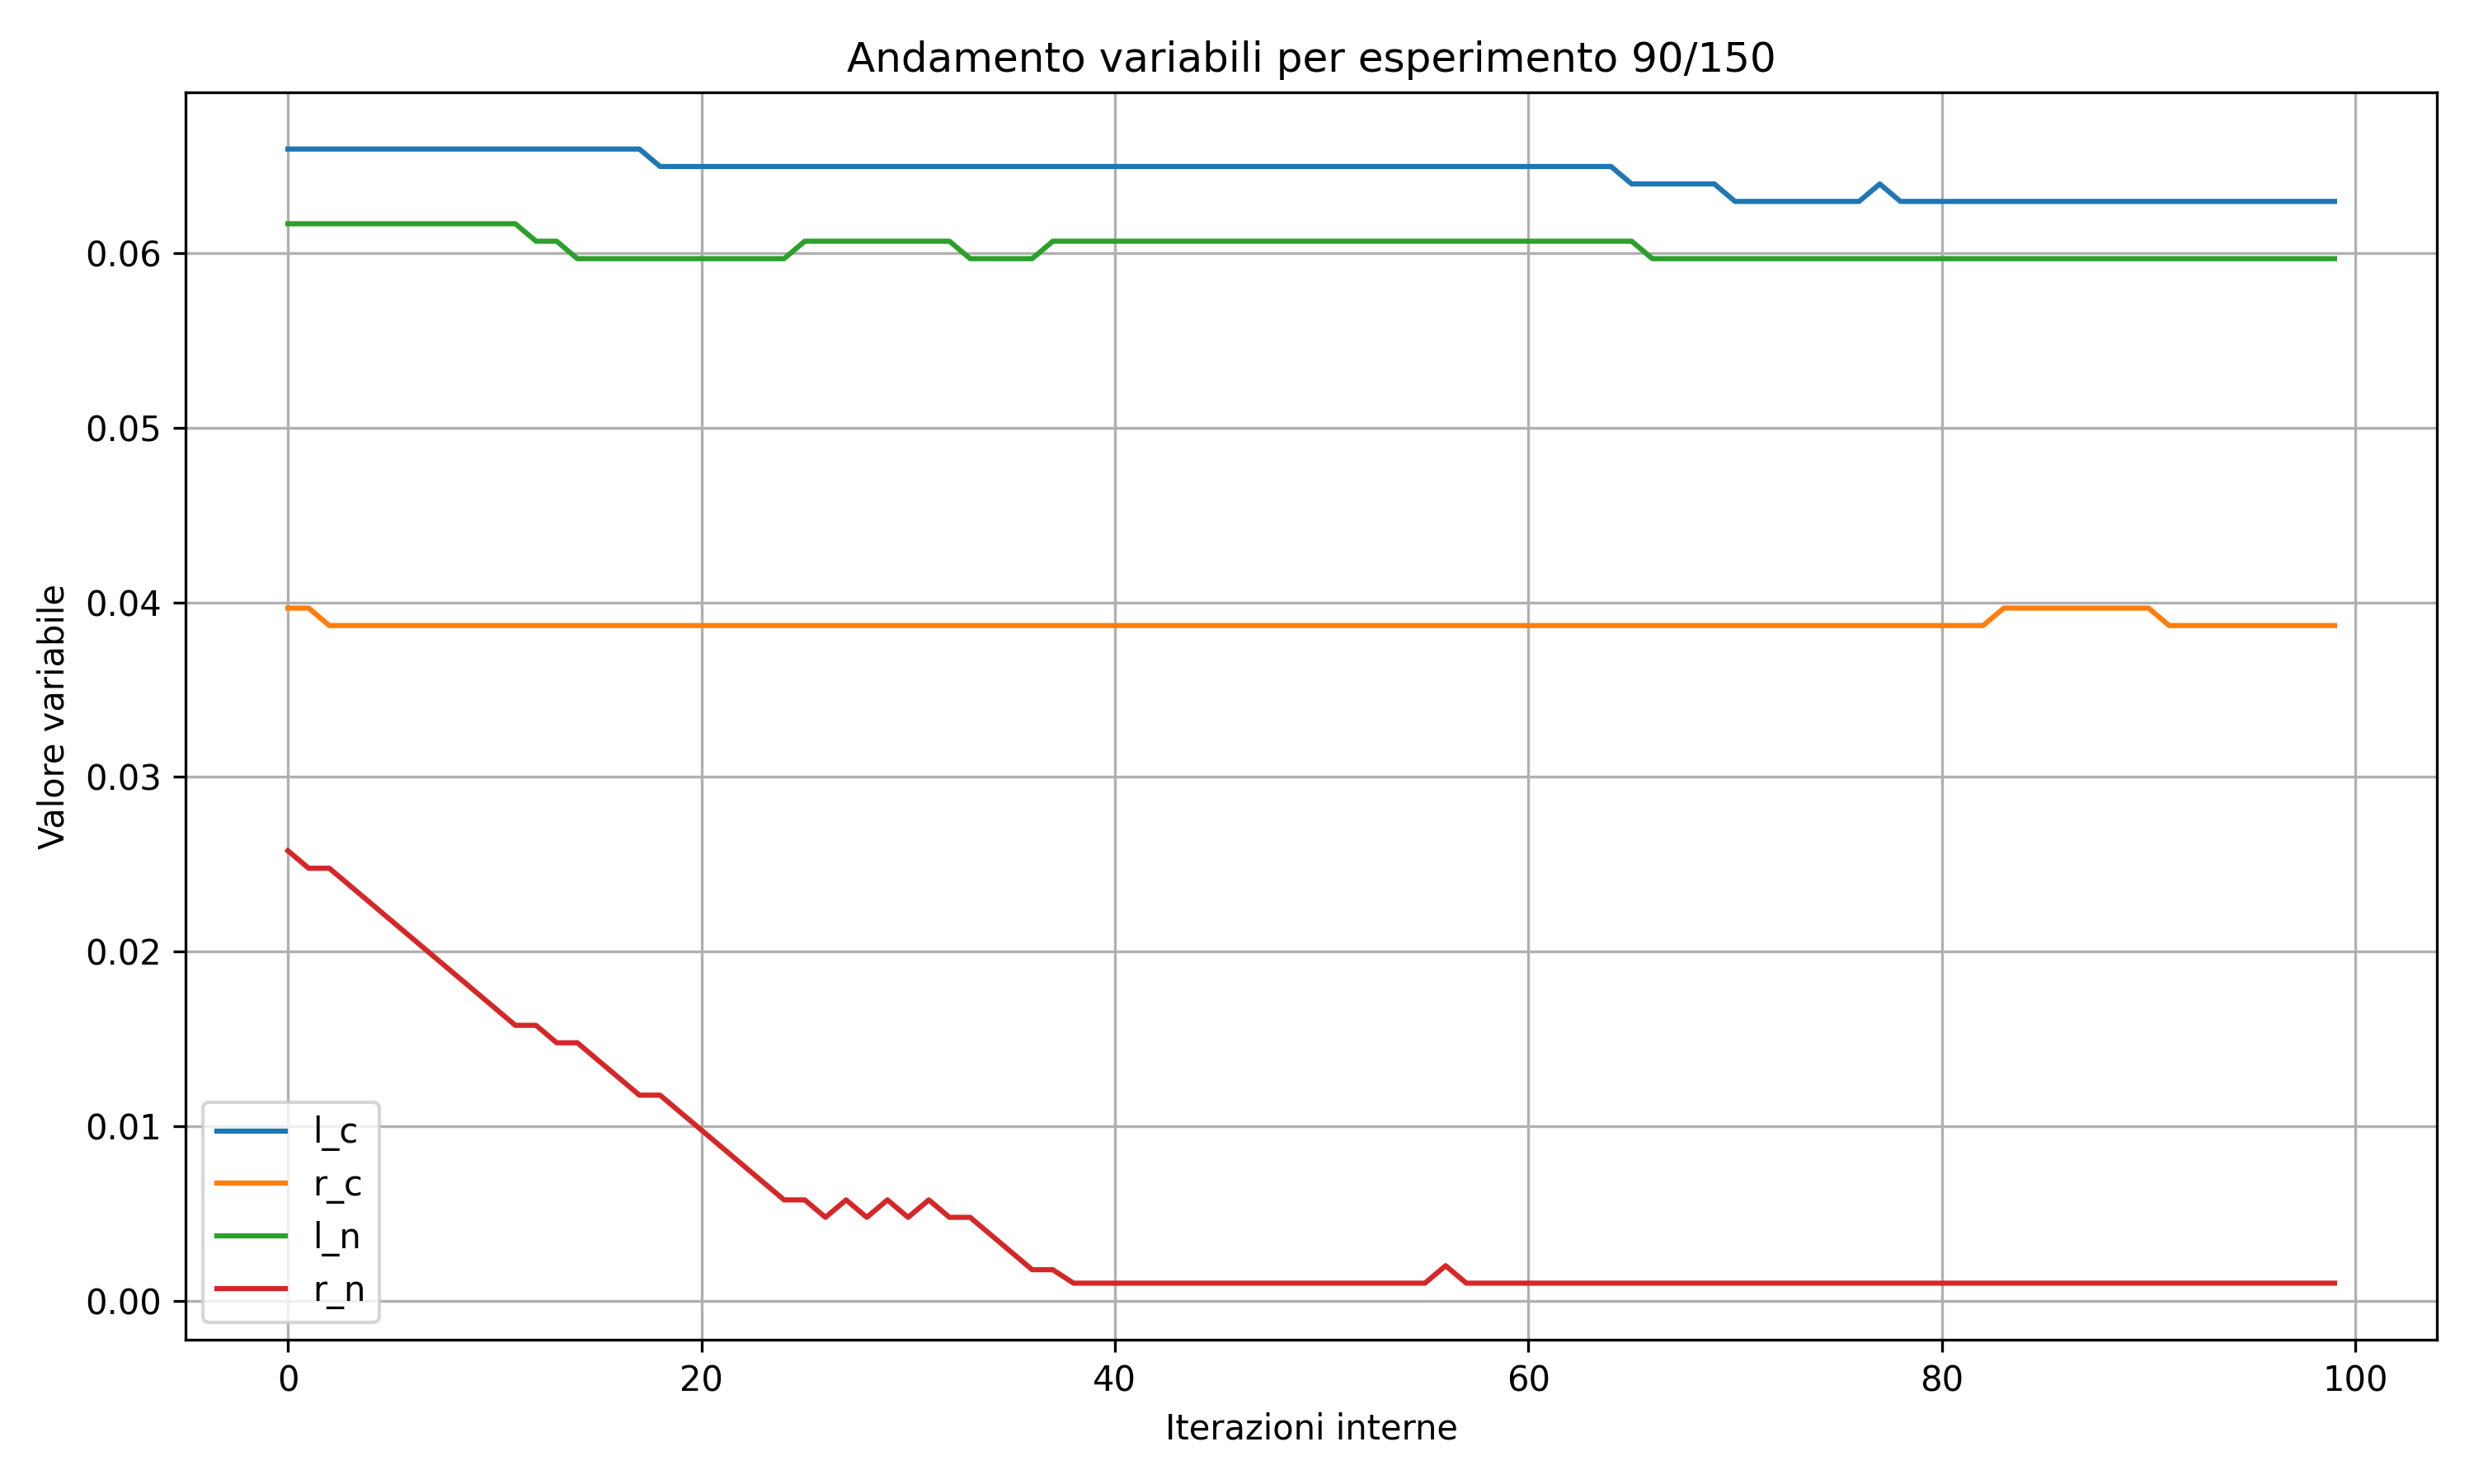 Andamento variabili per esperimento 90/150
Valore variabile
0.06
0.05
0.04
0.03
0.02
0.01
0.00
l_c
r_c
l_n
r_n
0 20 40 60 80 100
Iterazioni interne